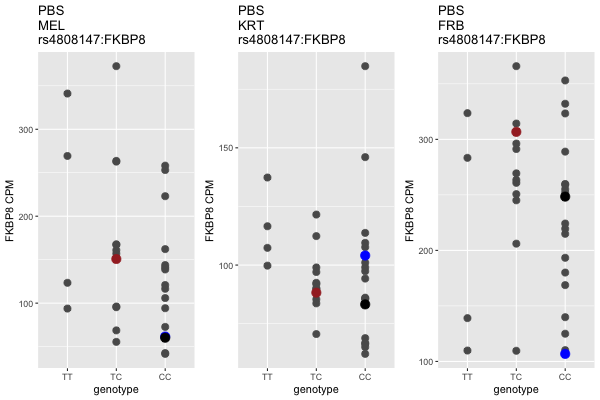 PBS
MEL
rs4808147:FKBP8
FKBP8 CPM
300
200
100
TT
TC
CC
genotype
PBS
KRT
rs4808147:FKBP8
FKBP8 CPM
150
100
TT
TC
CC
genotype
PBS
FRB
rs4808147:FKBP8
FKBP8 CPM
300
200
100
TT
TC
CC
genotype